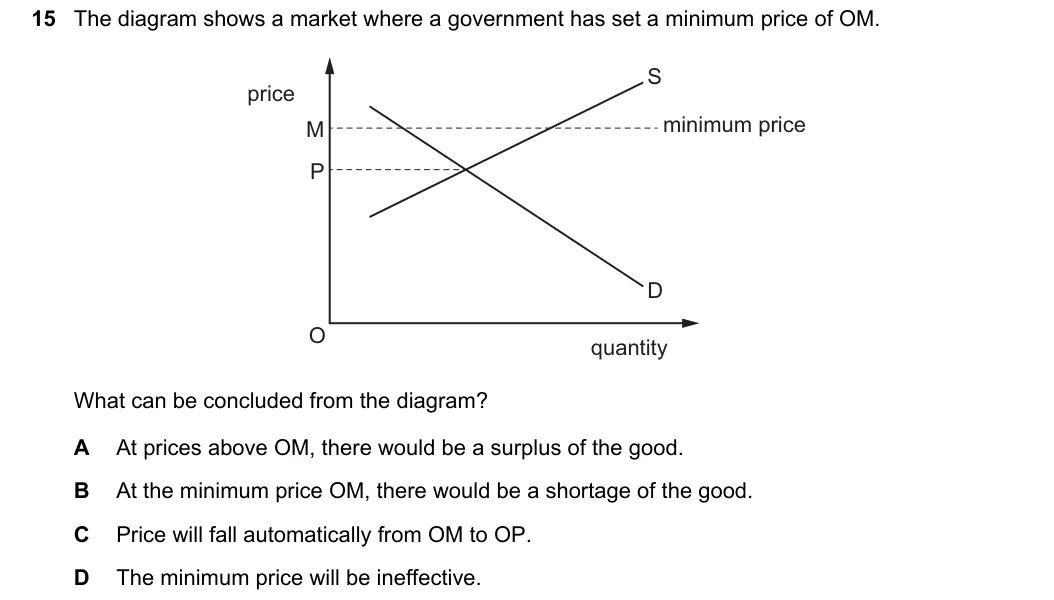 15 The diagram shows a market where a government has set a minimum price of OM.
S
price
M
minimum price
P
D
O
quantity
What can be concluded from the diagram?
A At prices above OM, there would be a surplus of the good.
B At the minimum price OM, there would be a shortage of the good.
C Price will fall automatically from OM to OP.
D The minimum price will be ineffective.